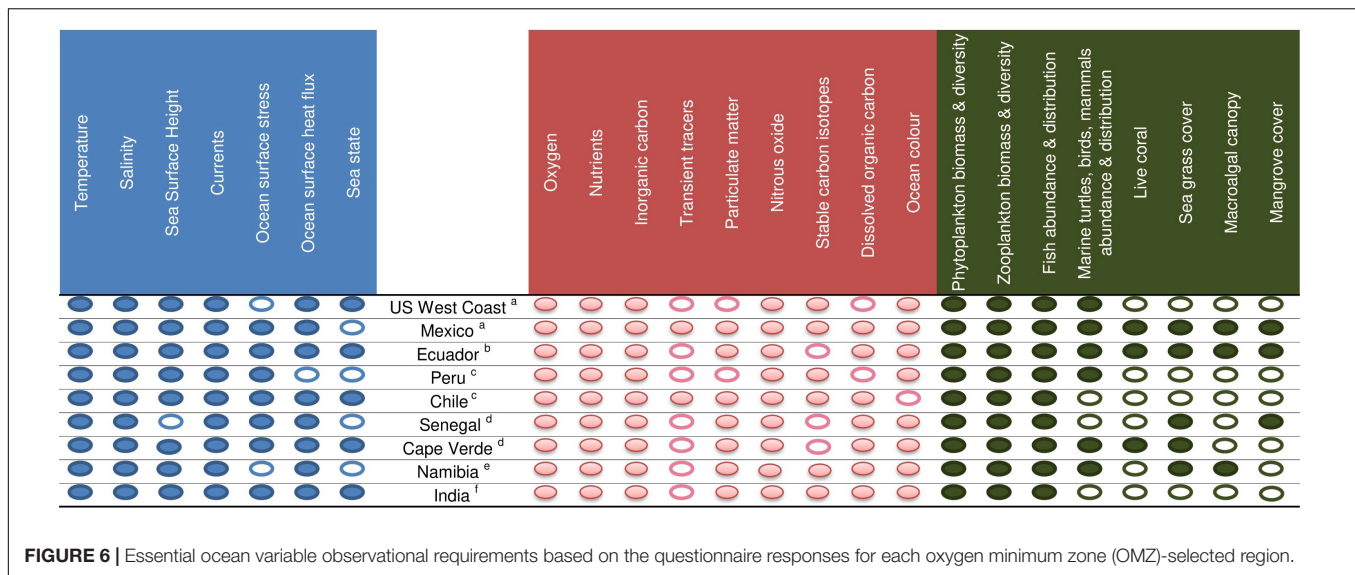 Temperature
Salinity
Sea Surface Height
Currents
Ocean surface stress
Ocean surface heat flux
Sea state
Oxygen
Nutrients
Inorganic carbon
Transient tracers
Particulate matter
Nitrous oxide
Stable carbon isotopes
Dissolved organic carbon
Ocean colour
Phytoplankton biomass & diversity
Zooplankton biomass & diversity
Fish abundance & distribution
Marine turtles, birds, mammals
abundance & distribution
Live coral
Sea grass cover
Macroalgal canopy
Mangrove cover
US West Coast a
Mexico a
Ecuador b
Peru c
Chile c
Senegal d
Cape Verde d
Namibia e
India f
FIGURE 6 | Essential ocean variable observational requirements based on the questionnaire responses for each oxygen minimum zone (OMZ)-selected region.